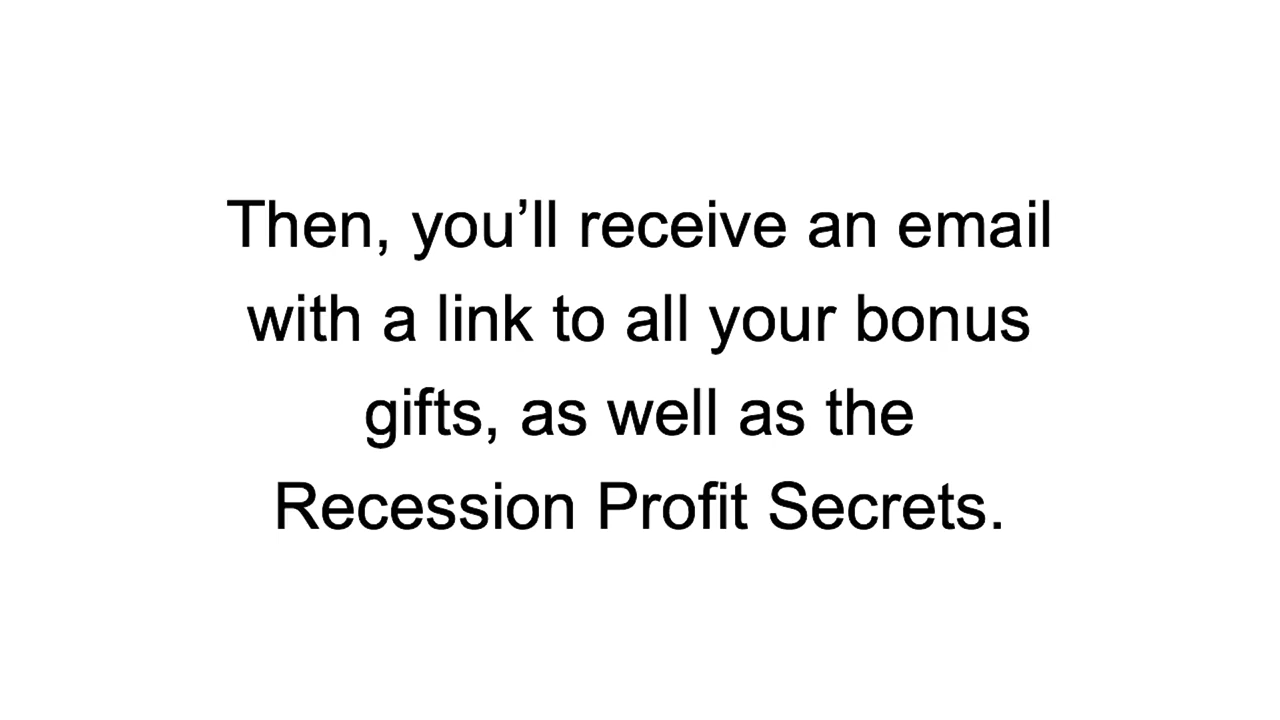 Then, you’ll receive an email
with a link to all your bonus
gifts, as well as the
Recession Profit Secrets.